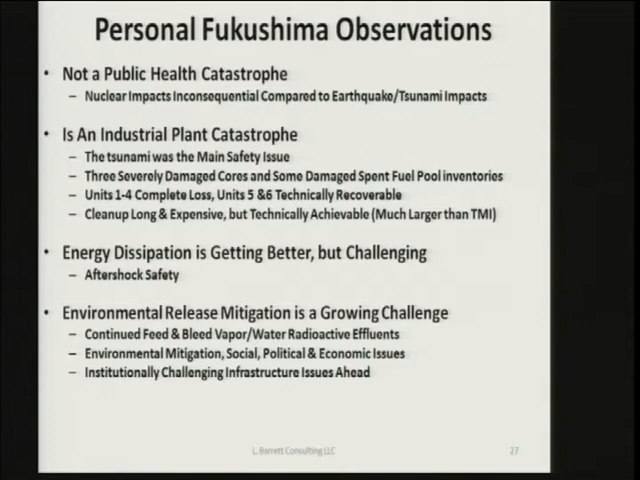 Personal Fukushima Observations
• Not a Public Health Catastrophe
– Nuclear Impacts Inconsequential Compared to Earthquake/Tsunami Impacts
• Is An Industrial Plant Catastrophe
– The tsunami was the Main Safety Issue
– Three Severely Damaged Cores and Some Damaged Spent Fuel Pool inventories
– Units 1-4 Complete Loss, Units 5 &6 Technically Recoverable
– Cleanup Long & Expensive, but Technically Achievable (Much Larger than TMI)
• Energy Dissipation is Getting Better, but Challenging
– Aftershock Safety
• Environmental Release Mitigation is a Growing Challenge
– Continued Feed & Bleed Vapor/Water Radioactive Effluents
– Environmental Mitigation, Social, Political & Economic Issues
– Institutionally Challenging Infrastructure Issues Ahead
L. Barrett Consulting LLC 27